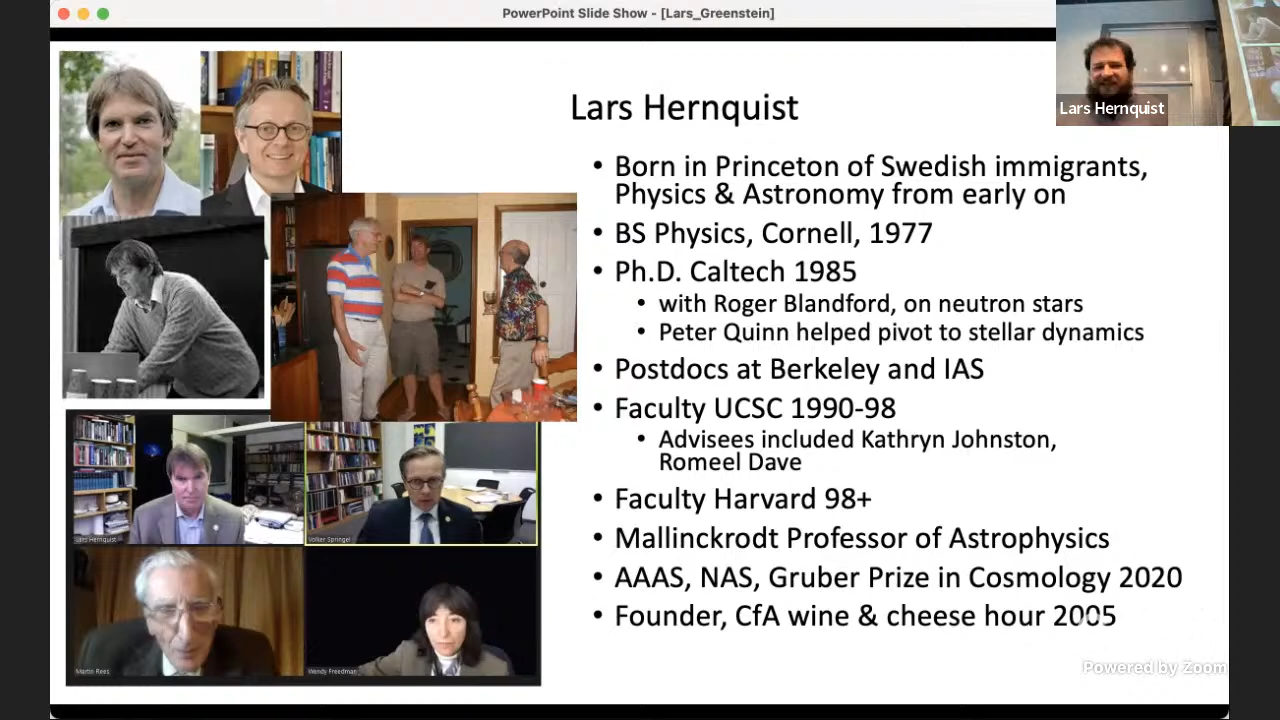 PowerPoint Slide Show - [Lars_Greenstein]
Lars Hernquist
Lars Hernquist
• Born in Princeton of Swedish immigrants,
Physics & Astronomy from early on
• BS Physics, Cornell, 1977
• Ph.D. Caltech 1985
• with Roger Blandford, on neutron stars
• Peter Quinn helped pivot to stellar dynamics
• Postdocs at Berkeley and IAS
• Faculty UCSC 1990-98
• Advisees included Kathryn Johnston,
Romeel Dave
• Faculty Harvard 98+
• Mallinckrodt Professor of Astrophysics
• AAAS, NAS, Gruber Prize in Cosmology 2020
• Founder, CfA wine & cheese hour 2005
Lars Hernquist
Volker Springel
Martin Rees
Wendy Freedman
Powered by Zoom